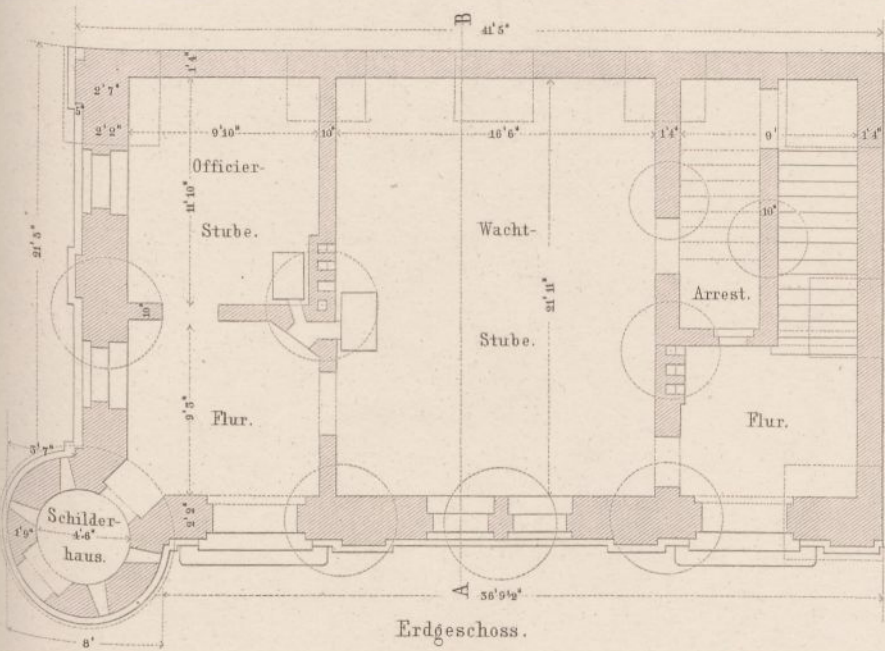 B
41' 5"
1' 4"
2' 7"
5"
2' 2"
9' 10"
10"
16' 6"
1' 4"
9'
1' 4"
Officier-
Stube.
11' 10"
Wacht-
Stube.
21' 11"
10"
Arrest.
21' 5"
10"
9' 3"
Flur.
Flur.
3' 7"
Schilder-
haus.
1' 9"
4'-6"
2' 2"
A
36' 9½"
8'
Erdgeschoss.